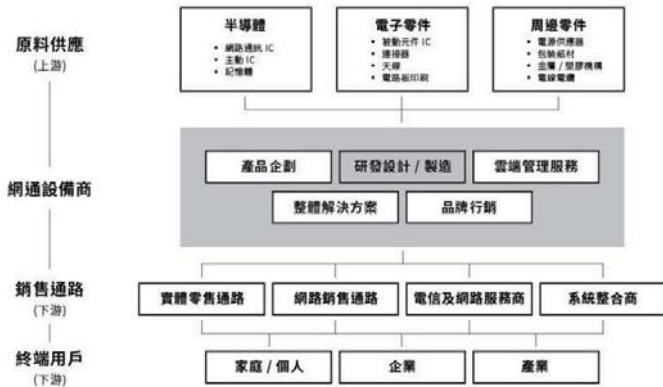 原料供應
(上游)
半導體
• 網路通訊 IC
• 主動 IC
• 記憶體
電子零件
• 被動元件 IC
• 連接器
• 天線
• 電路板印刷
周邊零件
• 電源供應器
• 包裝紙材
• 金屬 / 塑膠機構
• 電線電纜
網通設備商
產品企劃
研發設計 / 製造
雲端管理服務
整體解決方案
品牌行銷
銷售通路
(下游)
實體零售通路
網路銷售通路
電信及網路服務商
系統整合商
終端用戶
(下游)
家庭 / 個人
企業
產業